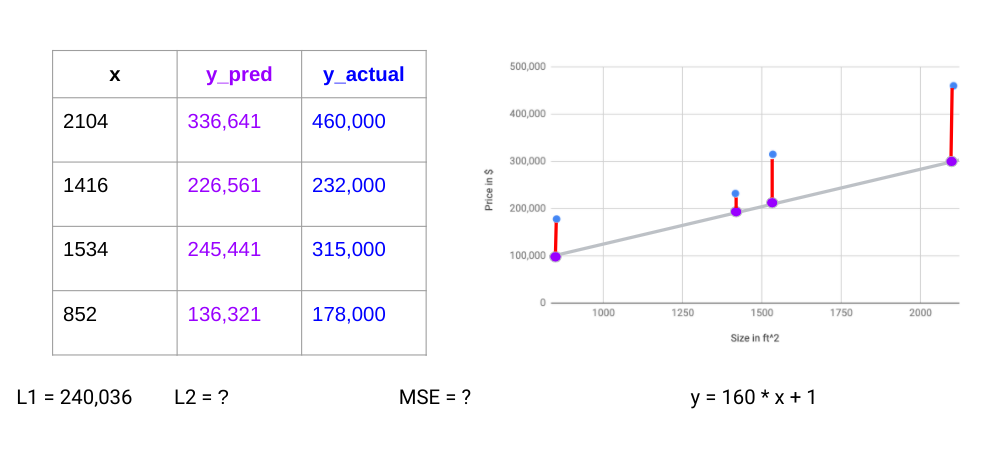 x y_pred y_actual
2104 336,641 460,000
1416 226,561 232,000
1534 245,441 315,000
852 136,321 178,000
500,000
400,000
300,000
200,000
100,000
0
Price in $
1000 1250 1500 1750 2000
Size in ft^2
L1 = 240,036 L2 = ? MSE = ? y = 160 * x + 1